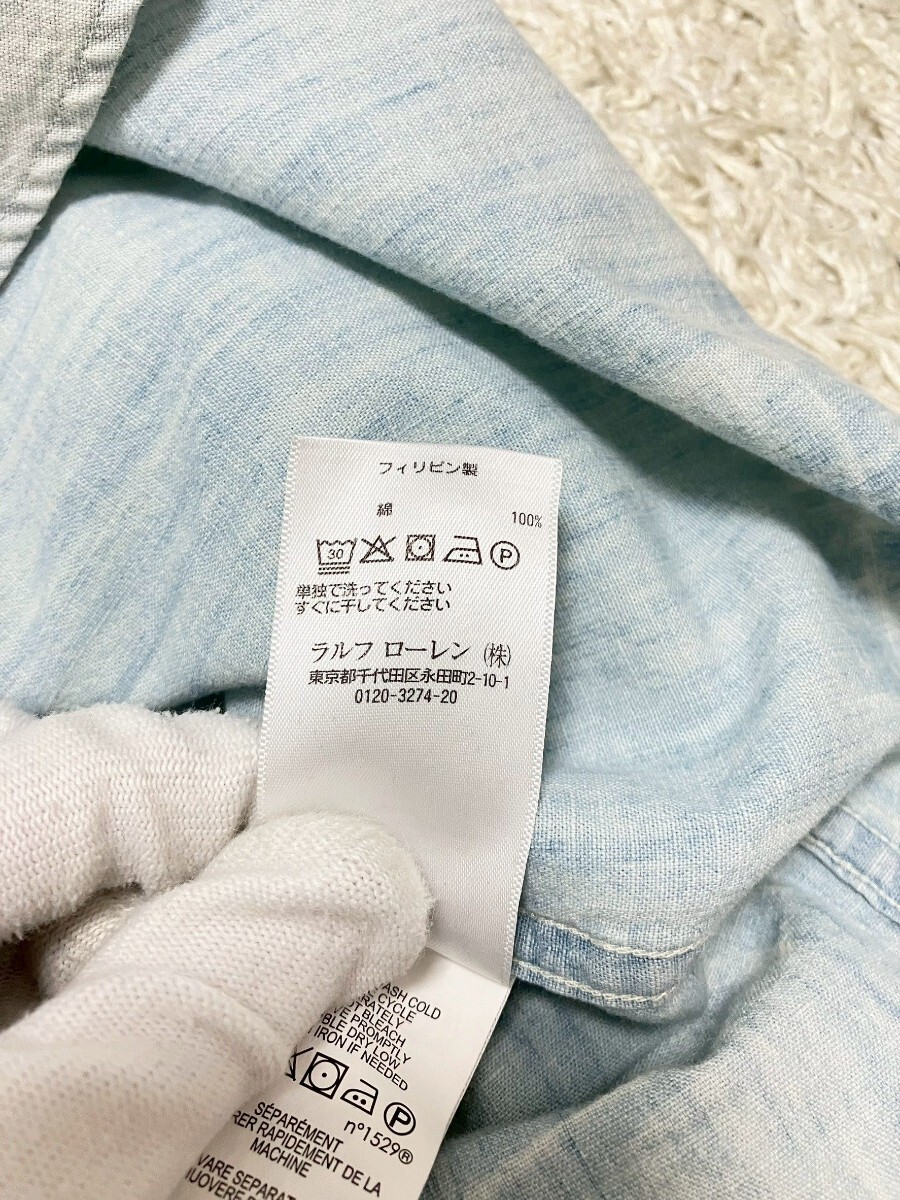 フィリピン製
綿 100%
30 P
単独で洗ってください
すぐに干してください
ラルフ ローレン (株)
東京都千代田区永田町2-10-1
0120-3274-20
COLD
CYCLE
BLEACH
PROMPTLY
DRY LOW
IRON IF NEEDED
P
n°1529®
SÉPARÉMENT
RAPIDEMENT DE LA
MACHINE